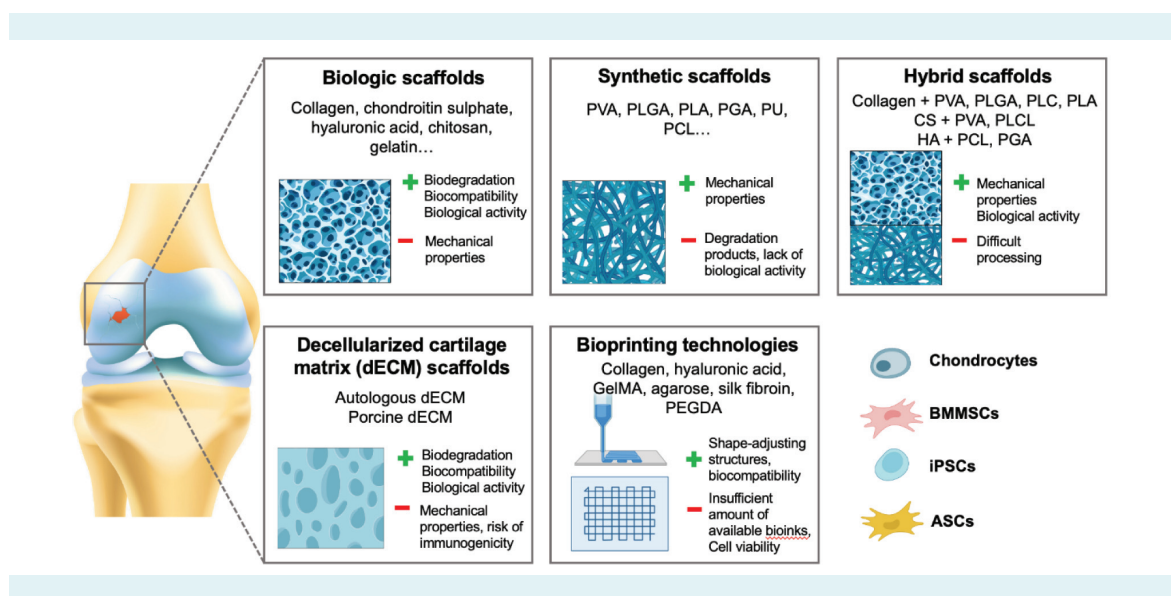 Biologic scaffolds
Collagen, chondroitin sulphate,
hyaluronic acid, chitosan,
gelatin...
+ Biodegradation
Biocompatibility
Biological activity
− Mechanical
properties
Synthetic scaffolds
PVA, PLGA, PLA, PGA, PU,
PCL...
+ Mechanical
properties
− Degradation
products, lack of
biological activity
Hybrid scaffolds
Collagen + PVA, PLGA, PLC, PLA
CS + PVA, PLCL
HA + PCL, PGA
+ Mechanical
properties
Biological activity
− Difficult
processing
Decellularized cartilage
matrix (dECM) scaffolds
Autologous dECM
Porcine dECM
+ Biodegradation
Biocompatibility
Biological activity
− Mechanical
properties, risk of
immunogenicity
Bioprinting technologies
Collagen, hyaluronic acid,
GelMA, agarose, silk fibroin,
PEGDA
+ Shape-adjusting
structures,
biocompatibility
− Insufficient
amount of
available bioinks,
Cell viability
Chondrocytes
BMMSCs
iPSCs
ASCs